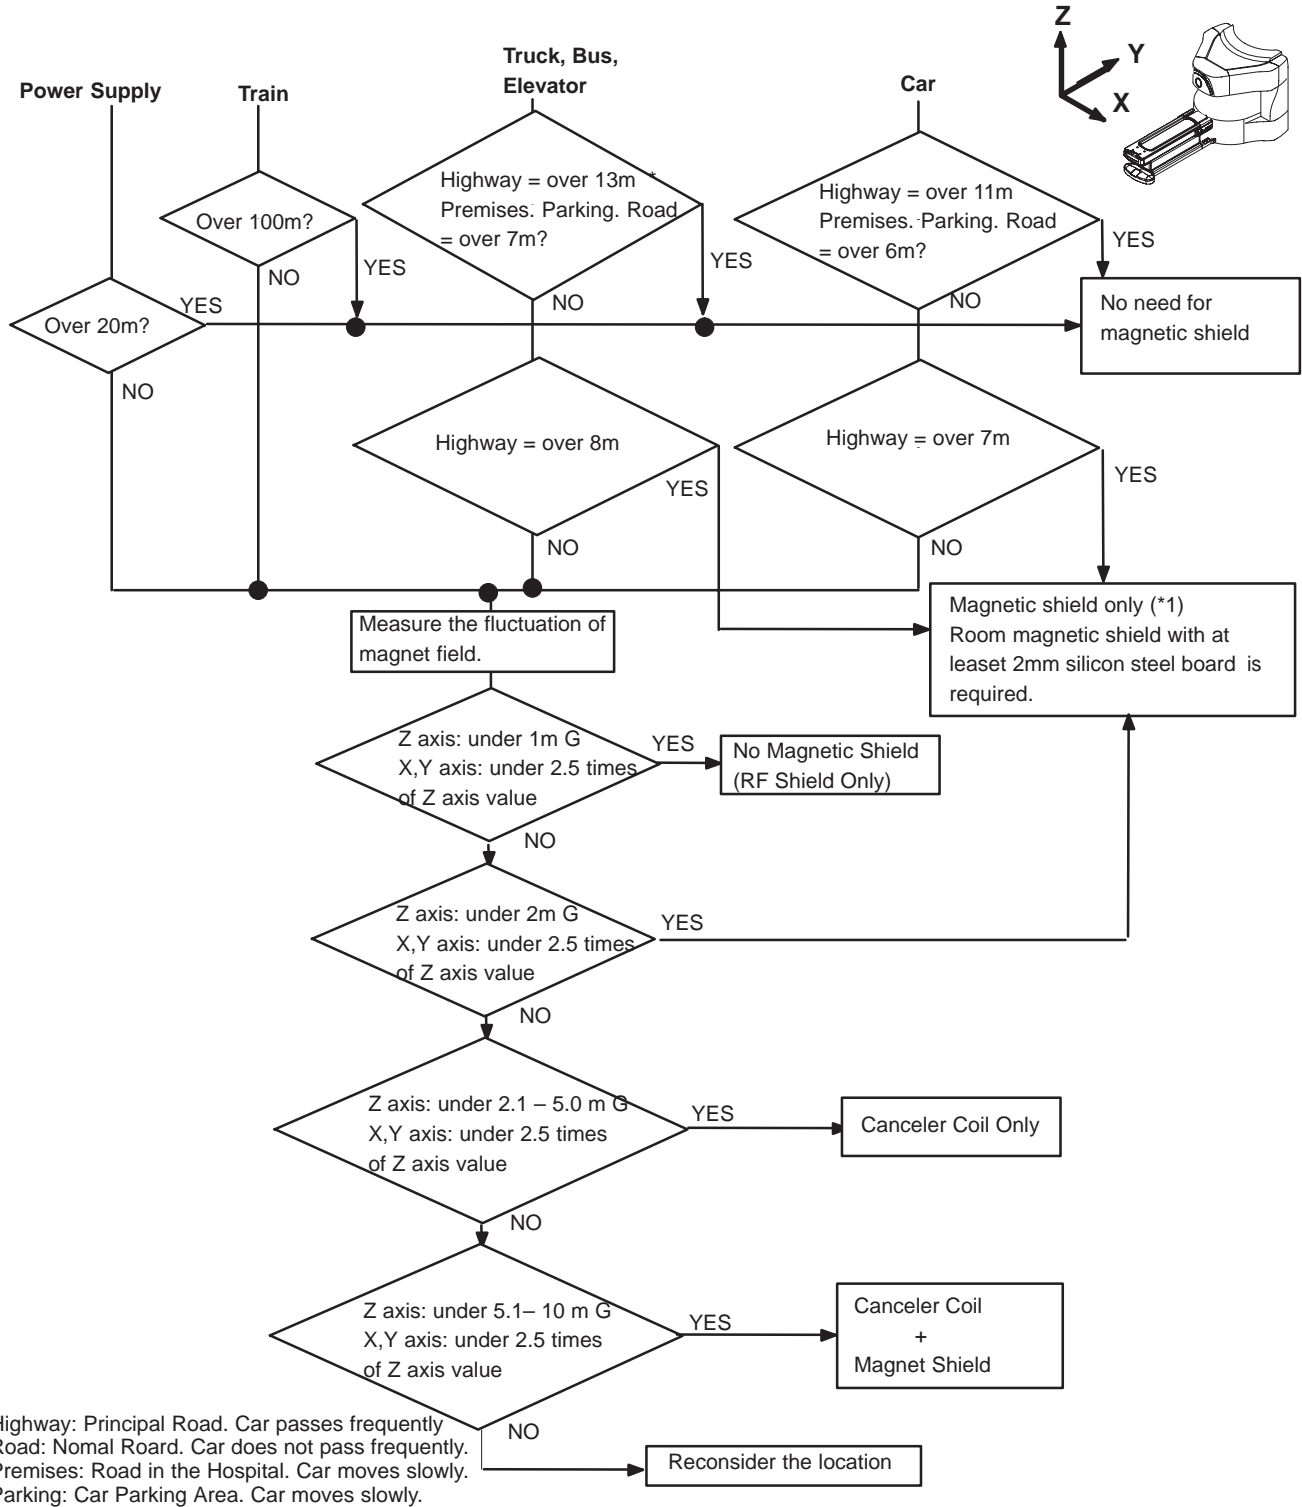 Z
Y
X
Power Supply
Train
Truck, Bus,
Elevator
Car
Highway = over 13m *
Premises. Parking. Road
= over 7m?
Highway = over 11m
Premises. Parking. Road
= over 6m?
Over 100m?
YES
NO
YES
NO
YES
NO
Over 20m?
YES
NO
No need for
magnetic shield
Highway = over 8m
YES
NO
Highway = over 7m
YES
NO
Measure the fluctuation of
magnet field.
Magnetic shield only (*1)
Room magnetic shield with at
leaset 2mm silicon steel board is
required.
Z axis: under 1m G
X,Y axis: under 2.5 times
of Z axis value
YES
No Magnetic Shield
(RF Shield Only)
NO
Z axis: under 2m G
X,Y axis: under 2.5 times
of Z axis value
YES
NO
Z axis: under 2.1 – 5.0 m G
X,Y axis: under 2.5 times
of Z axis value
YES
Canceler Coil Only
NO
Z axis: under 5.1– 10 m G
X,Y axis: under 2.5 times
of Z axis value
YES
Canceler Coil
+
Magnet Shield
NO
Reconsider the location
Highway: Principal Road. Car passes frequently
Road: Nomal Roard. Car does not pass frequently.
Premises: Road in the Hospital. Car moves slowly.
Parking: Car Parking Area. Car moves slowly.